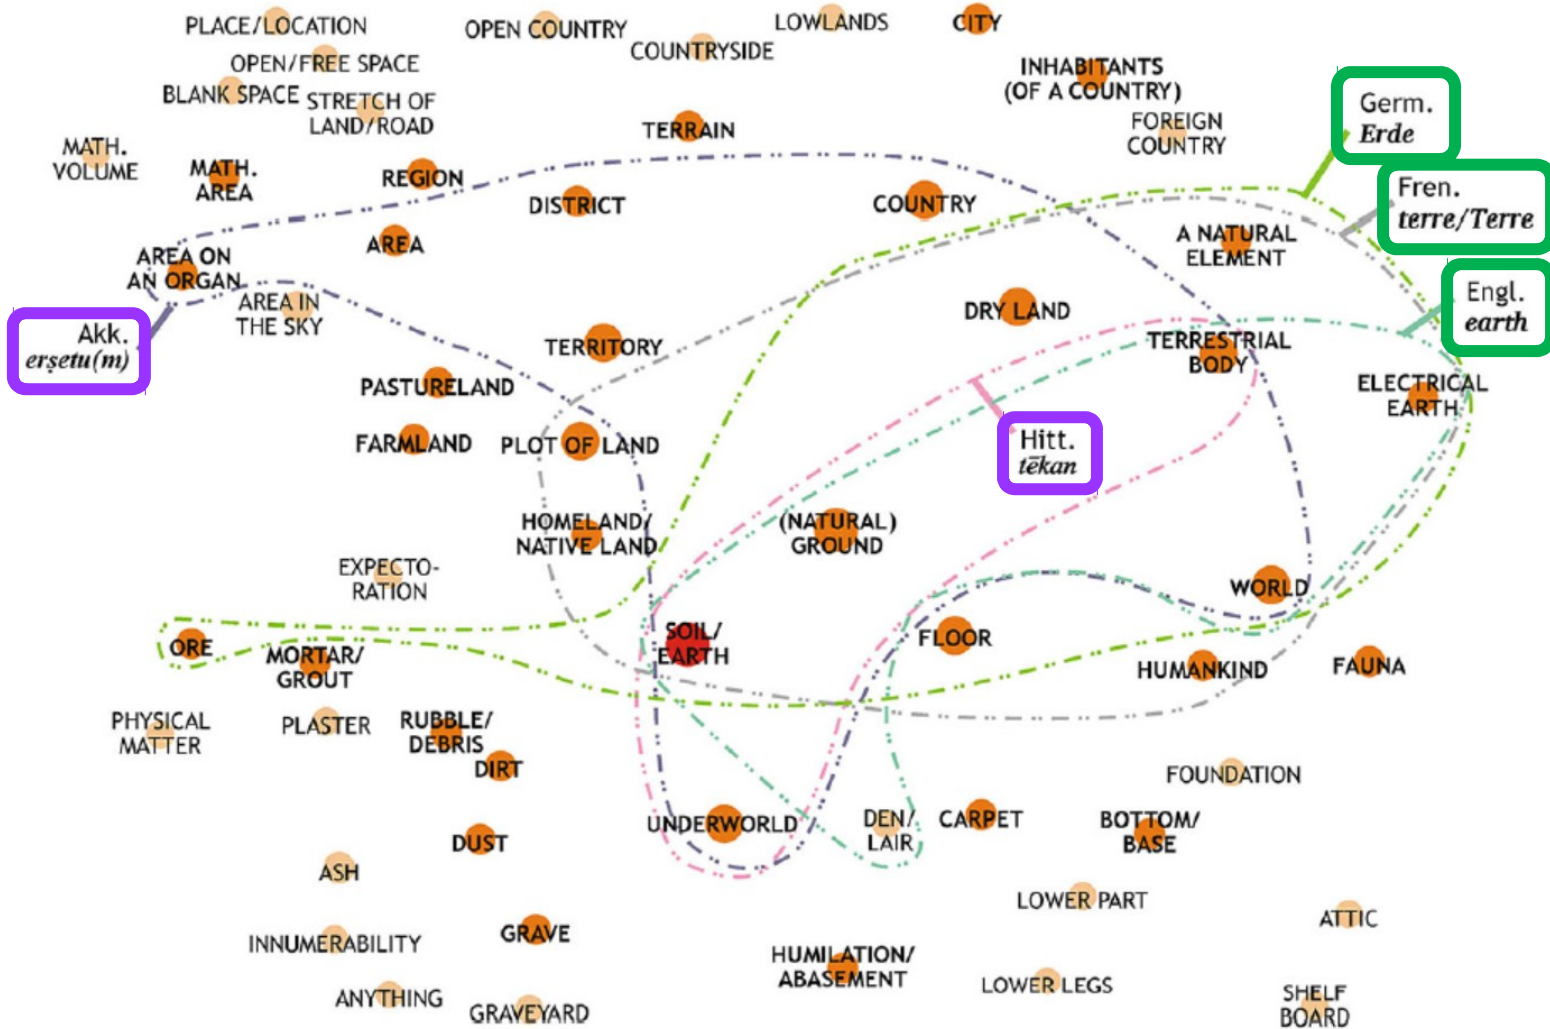 PLACE/LOCATION
OPEN/FREE SPACE
BLANK SPACE
STRETCH OF
LAND/ROAD
OPEN COUNTRY
COUNTRYSIDE
LOWLANDS
CITY
INHABITANTS
(OF A COUNTRY)
FOREIGN
COUNTRY
Germ.
Erde
Fren.
terre/Terre
Engl.
earth
MATH.
VOLUME
MATH.
AREA
REGION
TERRAIN
DISTRICT
COUNTRY
A NATURAL
ELEMENT
AREA
AREA ON
AN ORGAN
AREA IN
THE SKY
Akk.
erṣetu(m)
DRY LAND
TERRITORY
TERRESTRIAL
BODY
ELECTRICAL
EARTH
PASTURELAND
FARMLAND
PLOT OF LAND
Hitt.
tēkan
HOMELAND/
NATIVE LAND
(NATURAL)
GROUND
EXPECTO-
RATION
WORLD
ORE
MORTAR/
GROUT
SOIL/
EARTH
FLOOR
HUMANKIND
FAUNA
PHYSICAL
MATTER
PLASTER
RUBBLE/
DEBRIS
DIRT
FOUNDATION
DUST
UNDERWORLD
DEN/
LAIR
CARPET
BOTTOM/
BASE
ASH
LOWER PART
ATTIC
INNUMERABILITY
GRAVE
HUMILATION/
ABASEMENT
LOWER LEGS
ANYTHING
GRAVEYARD
SHELF
BOARD